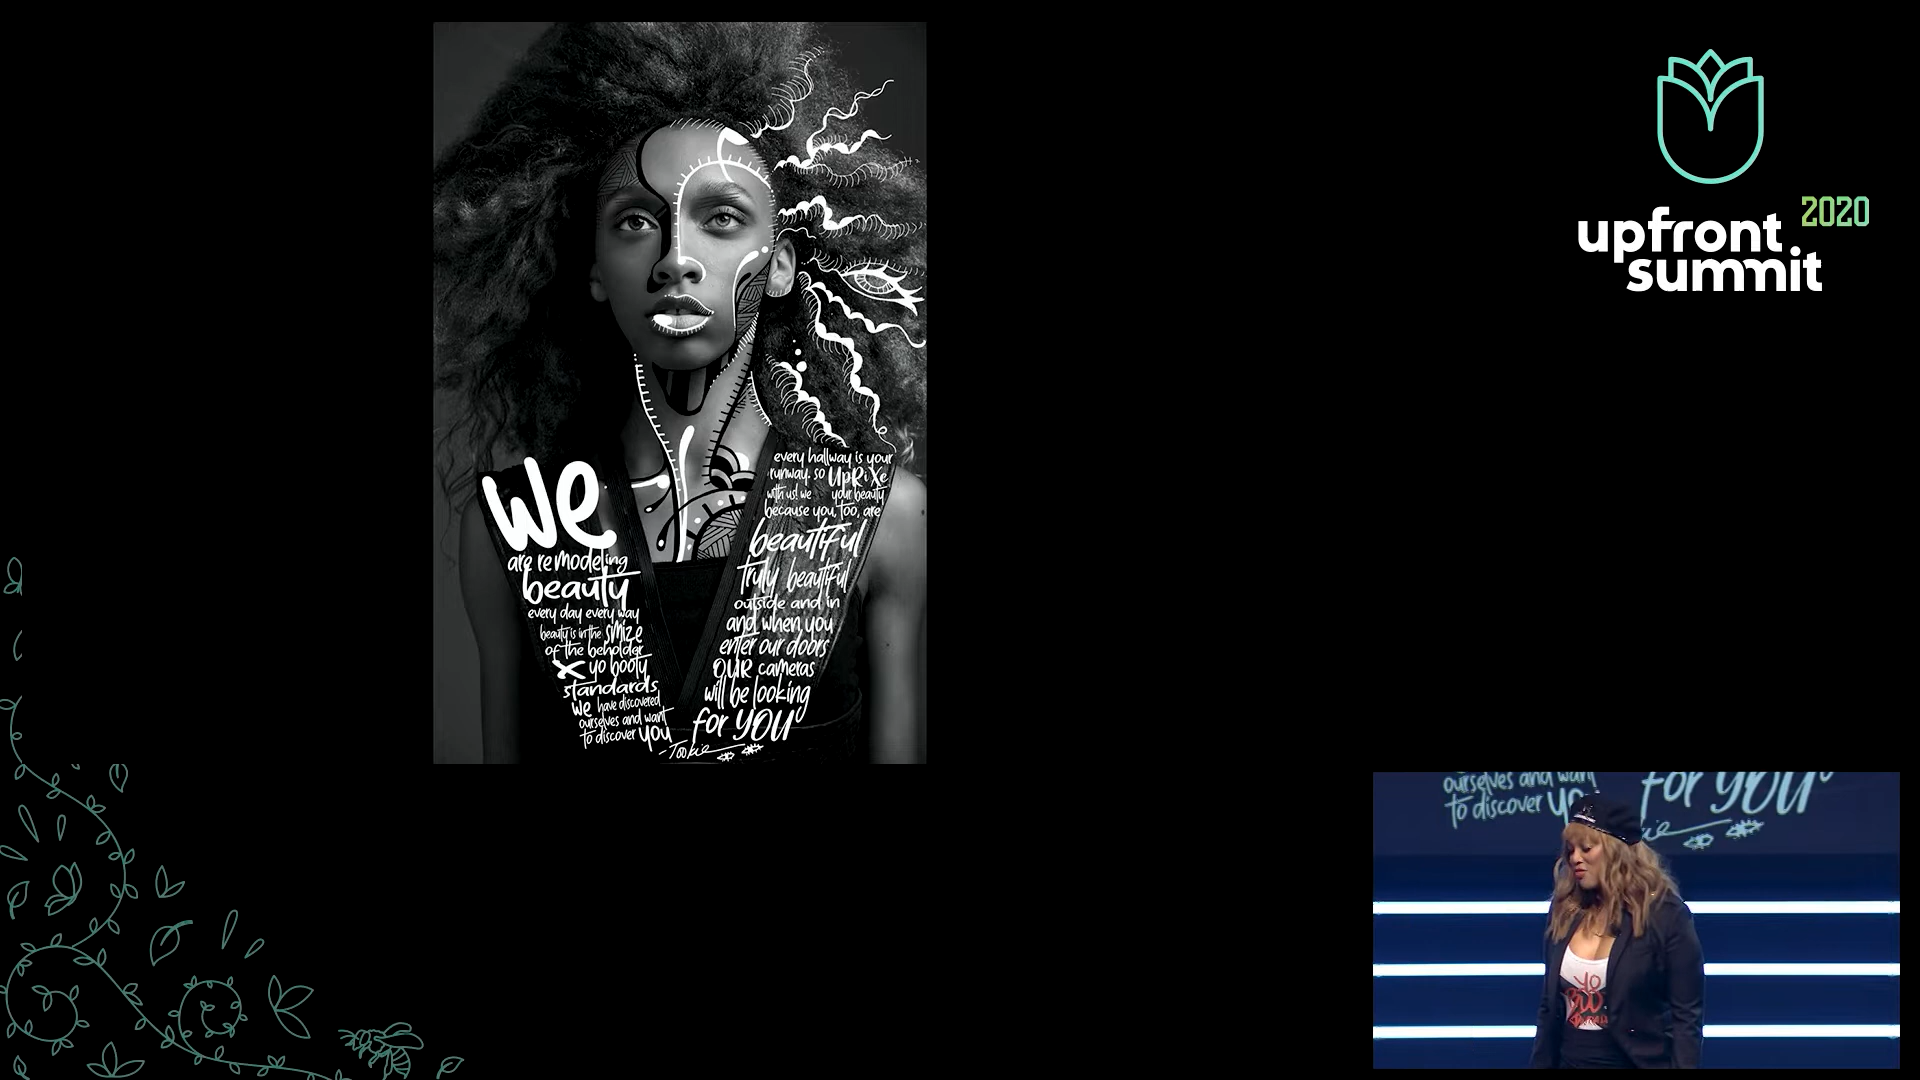 We
are remodeling
beauty
every day every way
beauty is in the smize
of the beholder
X yo booty
standards
we have discovered
ourselves and want
to discover you
every hallway is your
runway. so UpRiXe
with us! we your beauty
because you, too, are
beautiful
truly beautiful
outside and in
and when you
enter our doors
OUR cameras
will be looking
for YOU
-Tookie
2020
upfront
summit
ourselves and want
to discover
for YOU
YO